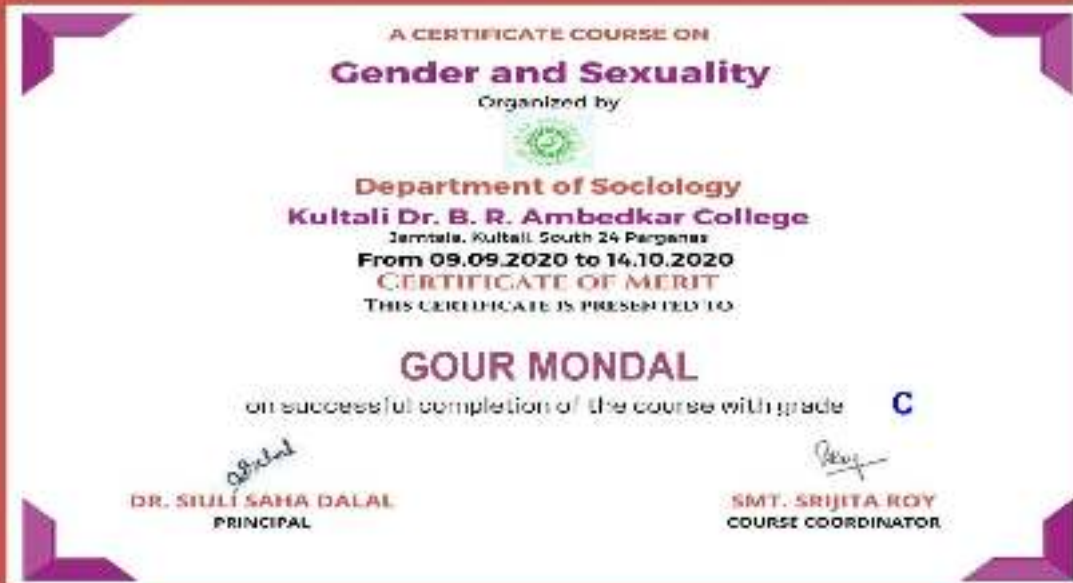 A CERTIFICATE COURSE ON
Gender and Sexuality
Organized by
Department of Sociology
Kultali Dr. B. R. Ambedkar College
Jamtala, Kultali, South 24 Parganas
From 09.09.2020 to 14.10.2020
CERTIFICATE OF MERIT
THIS CERTIFICATE IS PRESENTED TO
GOUR MONDAL
on successful completion of the course with grade C
DR. SIULI SAHA DALAL
PRINCIPAL
SMT. SRIJITA ROY
COURSE COORDINATOR